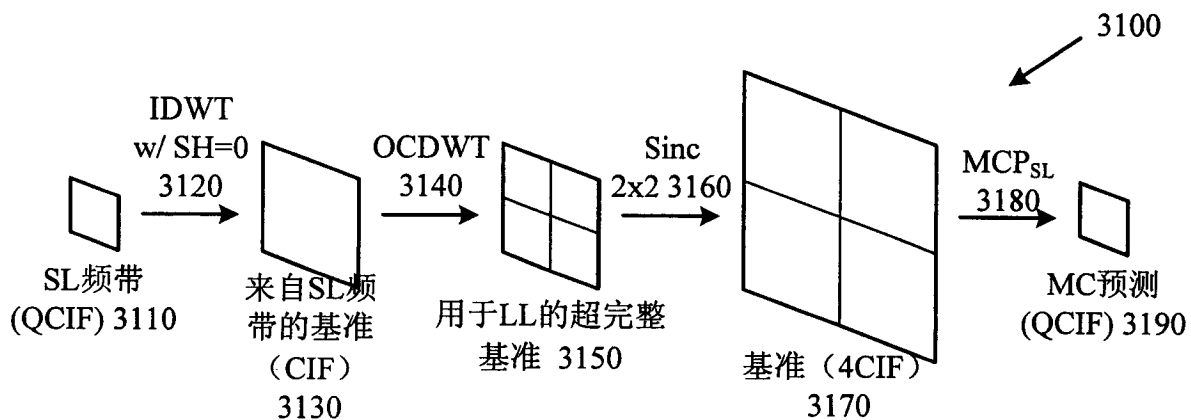 3100
IDWT
w/ SH=0
3120
OCDWT
3140
Sinc
2x2 3160
MCP_SL
3180
SL频带
(QCIF) 3110
来自SL频
带的基准
（CIF）
3130
用于LL的超完整
基准 3150
基准（4CIF）
3170
MC预测
(QCIF) 3190